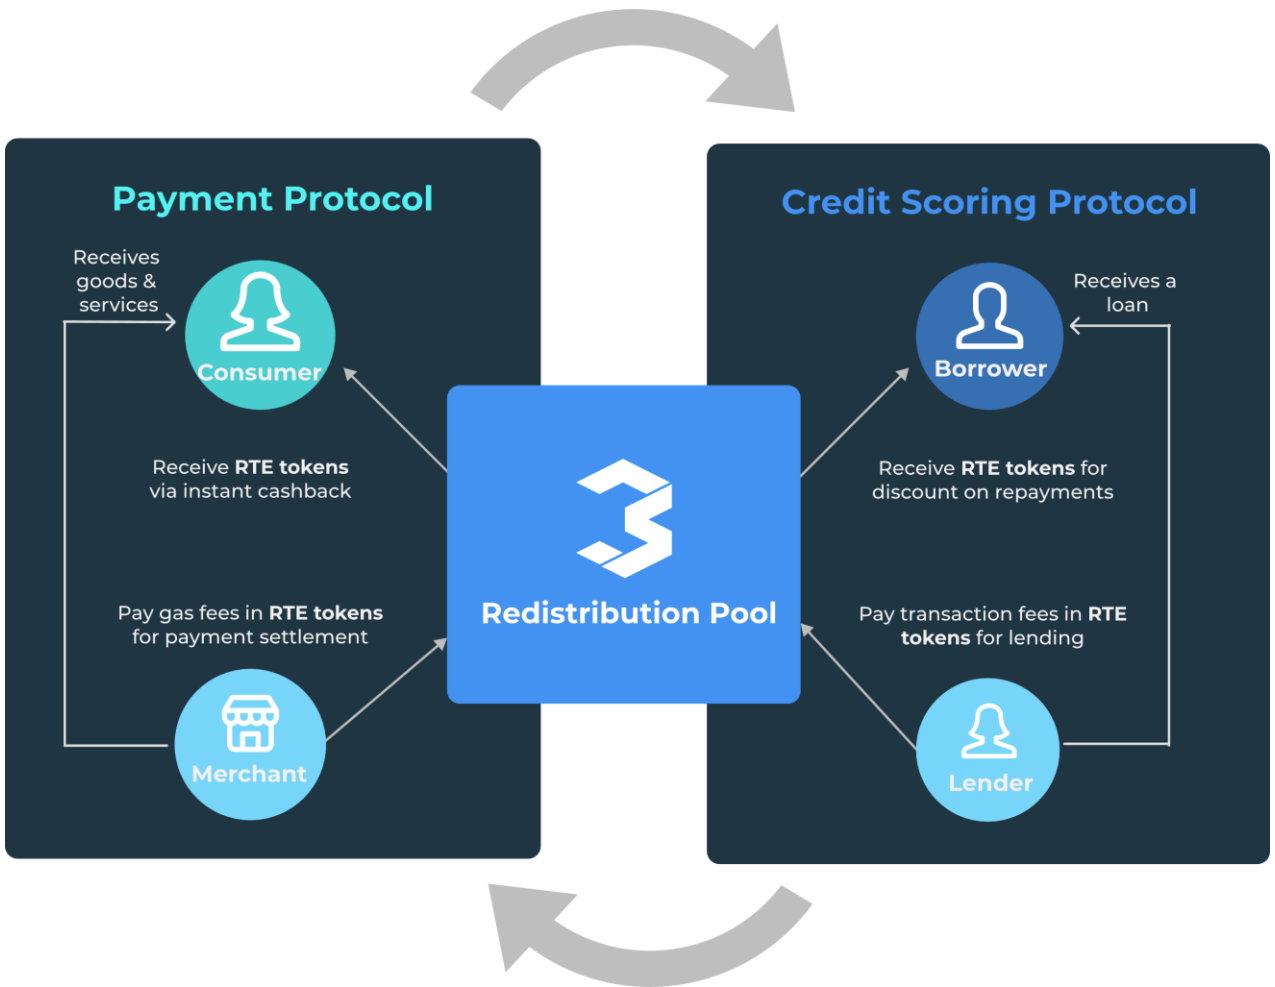 Payment Protocol
Receives
goods &
services
Consumer
Receive RTE tokens
via instant cashback
Pay gas fees in RTE tokens
for payment settlement
Merchant
Redistribution Pool
Credit Scoring Protocol
Receives a
loan
Borrower
Receive RTE tokens for
discount on repayments
Pay transaction fees in RTE
tokens for lending
Lender